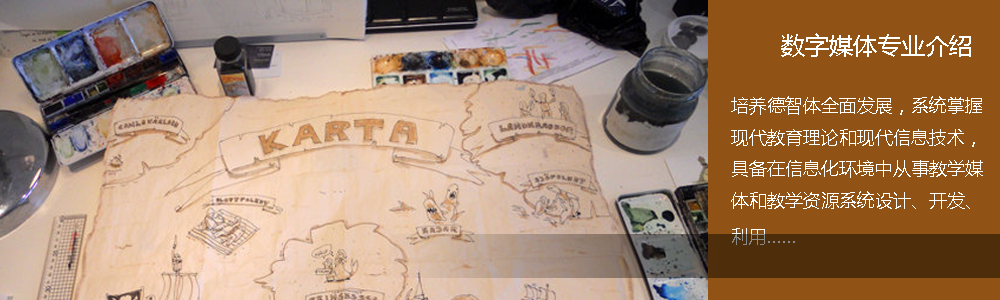 KARTA
KAJAK
数字媒体专业介绍
培养德智体全面发展，系统掌握
现代教育理论和现代信息技术，
具备在信息化环境中从事教学媒
体和教学资源系统设计、开发、
利用......